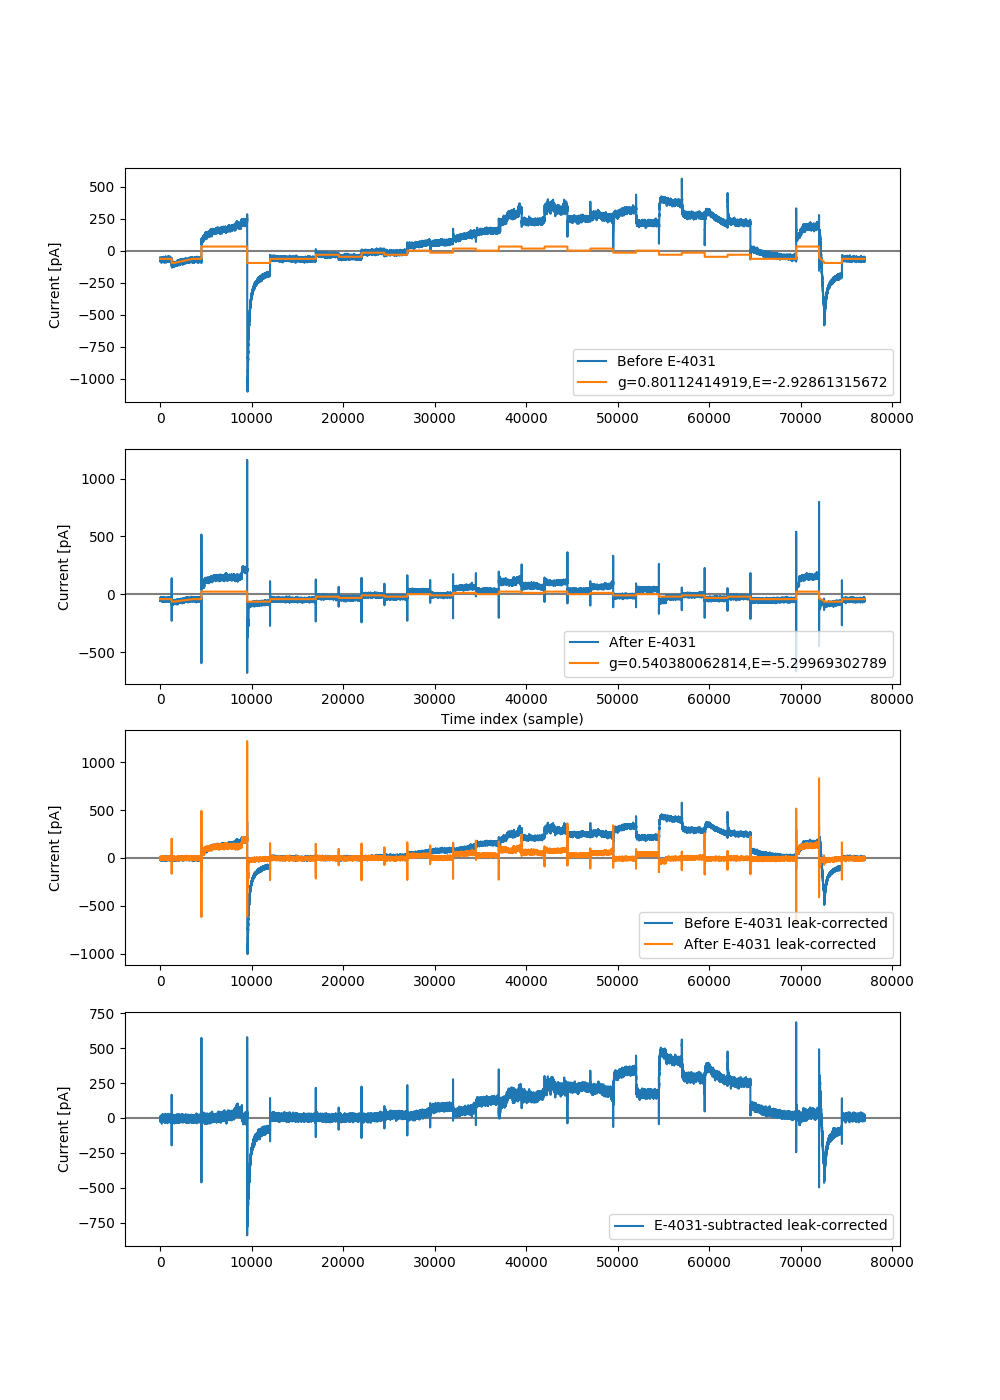 500
250
0
−250
−500
−750
−1000
Current [pA]
Before E-4031
g=0.80112414919,E=-2.92861315672
0 10000 20000 30000 40000 50000 60000 70000 80000
1000
500
0
−500
Current [pA]
After E-4031
g=0.540380062814,E=-5.29969302789
0 10000 20000 30000 40000 50000 60000 70000 80000
Time index (sample)
1000
500
0
−500
−1000
Current [pA]
Before E-4031 leak-corrected
After E-4031 leak-corrected
0 10000 20000 30000 40000 50000 60000 70000 80000
750
500
250
0
−250
−500
−750
Current [pA]
E-4031-subtracted leak-corrected
0 10000 20000 30000 40000 50000 60000 70000 80000